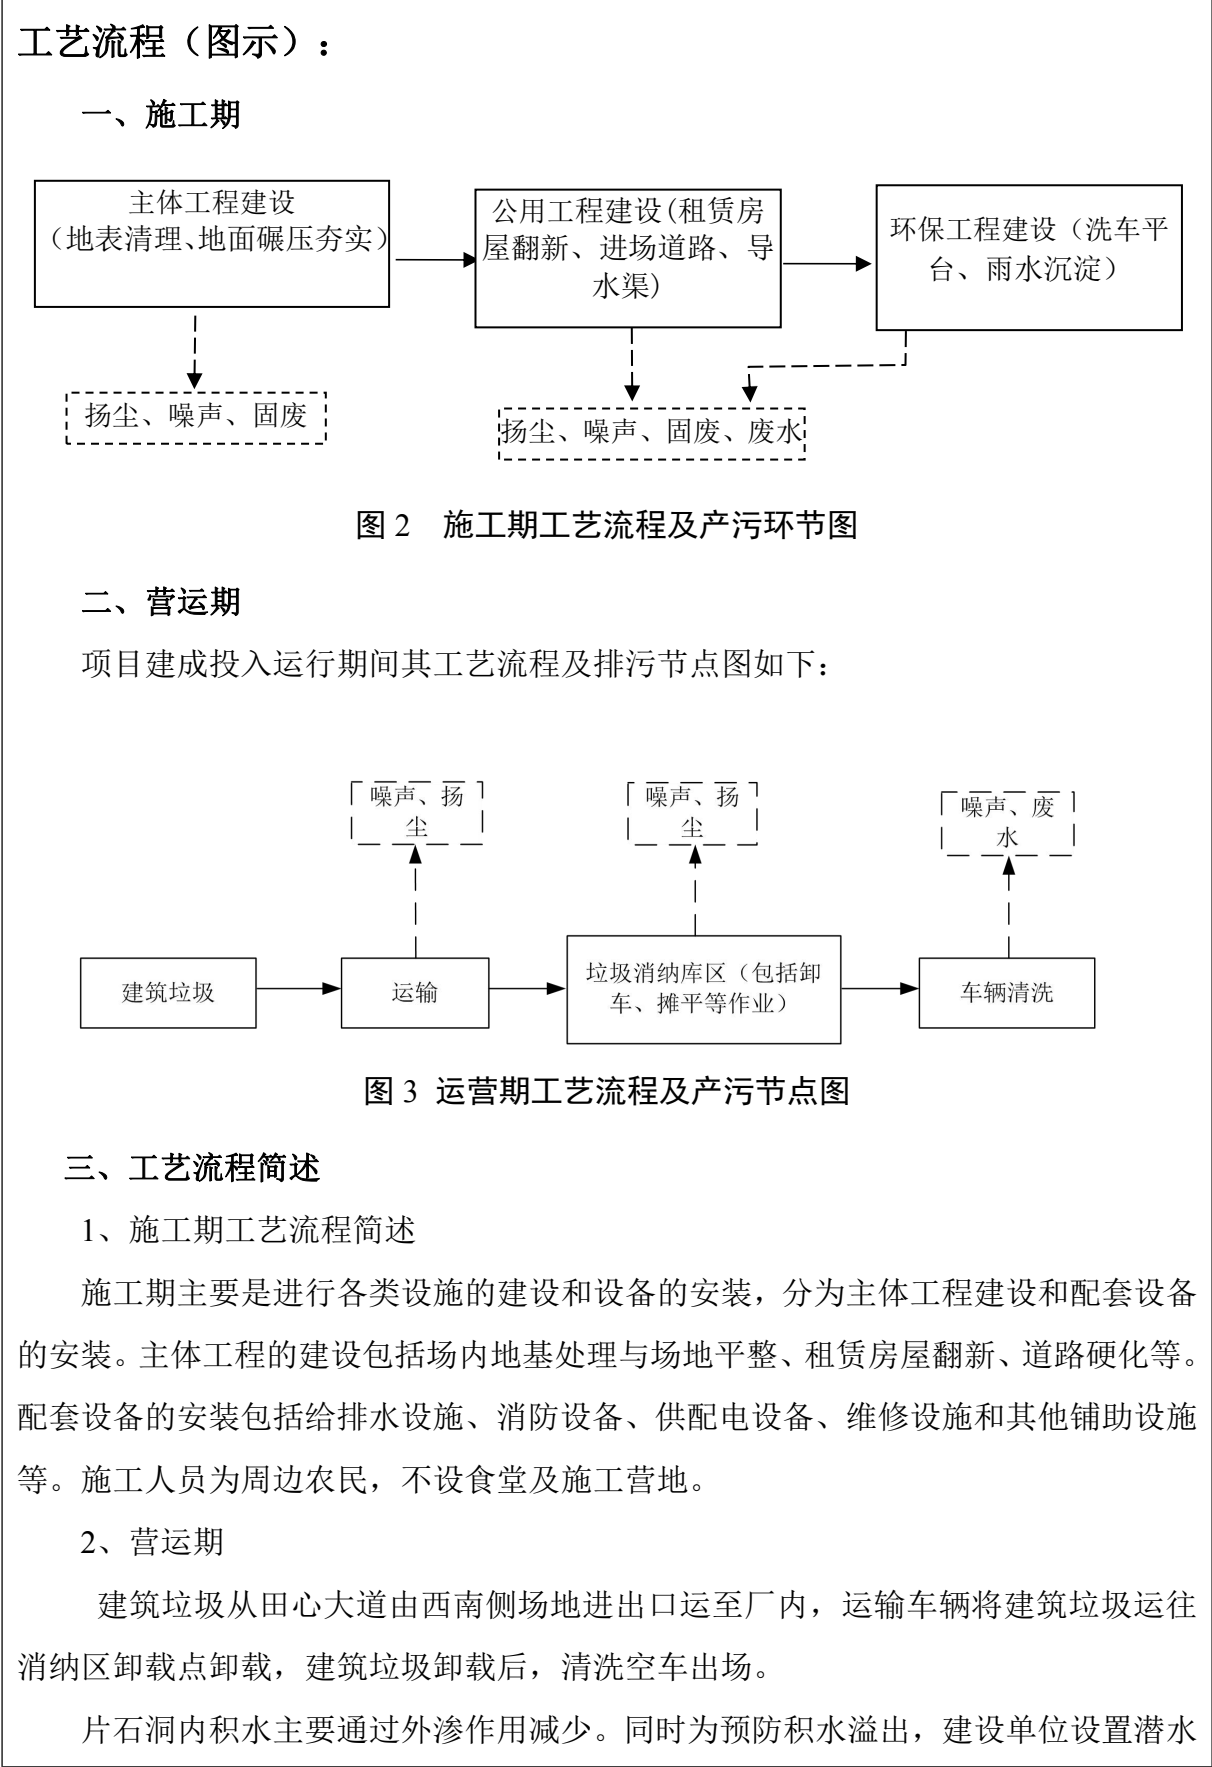 工艺流程（图示）：
一、施工期
主体工程建设
（地表清理、地面碾压夯实）
公用工程建设(租赁房
屋翻新、进场道路、导
水渠)
环保工程建设（洗车平
台、雨水沉淀）
扬尘、噪声、固废
扬尘、噪声、固废、废水
图 2 施工期工艺流程及产污环节图
二、营运期
项目建成投入运行期间其工艺流程及排污节点图如下：
噪声、扬
尘
噪声、扬
尘
噪声、废
水
建筑垃圾
运输
垃圾消纳库区（包括卸
车、摊平等作业）
车辆清洗
图 3 运营期工艺流程及产污节点图
三、工艺流程简述
1、施工期工艺流程简述
施工期主要是进行各类设施的建设和设备的安装，分为主体工程建设和配套设备
的安装。主体工程的建设包括场内地基处理与场地平整、租赁房屋翻新、道路硬化等。
配套设备的安装包括给排水设施、消防设备、供配电设备、维修设施和其他铺助设施
等。施工人员为周边农民，不设食堂及施工营地。
2、营运期
建筑垃圾从田心大道由西南侧场地进出口运至厂内，运输车辆将建筑垃圾运往
消纳区卸载点卸载，建筑垃圾卸载后，清洗空车出场。
片石洞内积水主要通过外渗作用减少。同时为预防积水溢出，建设单位设置潜水